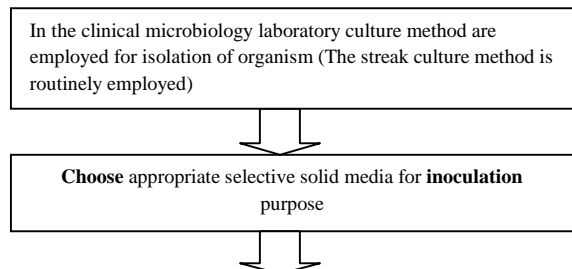 In the clinical microbiology laboratory culture method are
employed for isolation of organism (The streak culture method is
routinely employed)
Choose appropriate selective solid media for inoculation
purpose